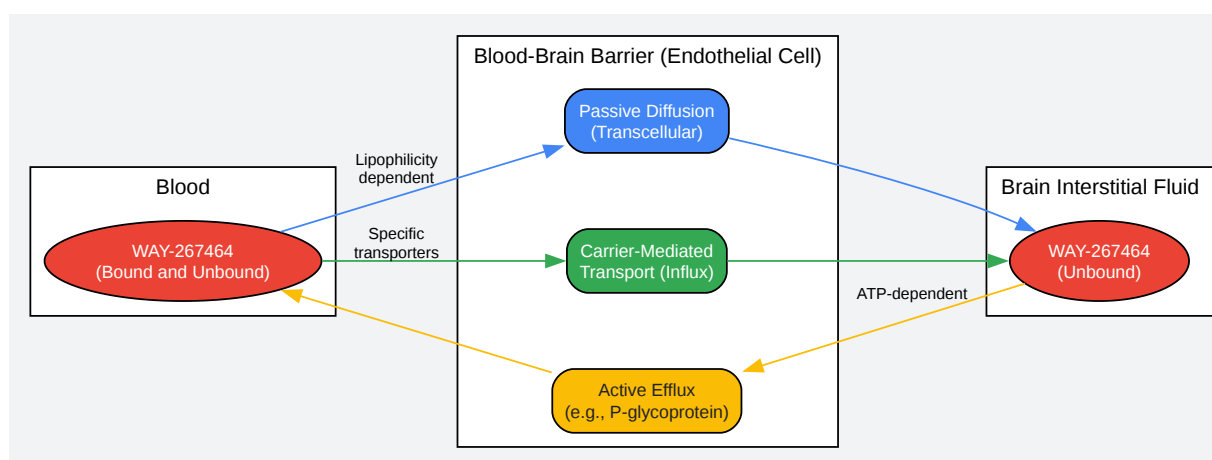 Blood-Brain Barrier (Endothelial Cell)
Passive Diffusion
(Transcellular)
Lipophilicity
dependent
Blood
Brain Interstitial Fluid
WAY-267464
(Bound and Unbound)
Specific
transporters
Carrier-Mediated
Transport (Influx)
WAY-267464
(Unbound)
ATP-dependent
Active Efflux
(e.g., P-glycoprotein)